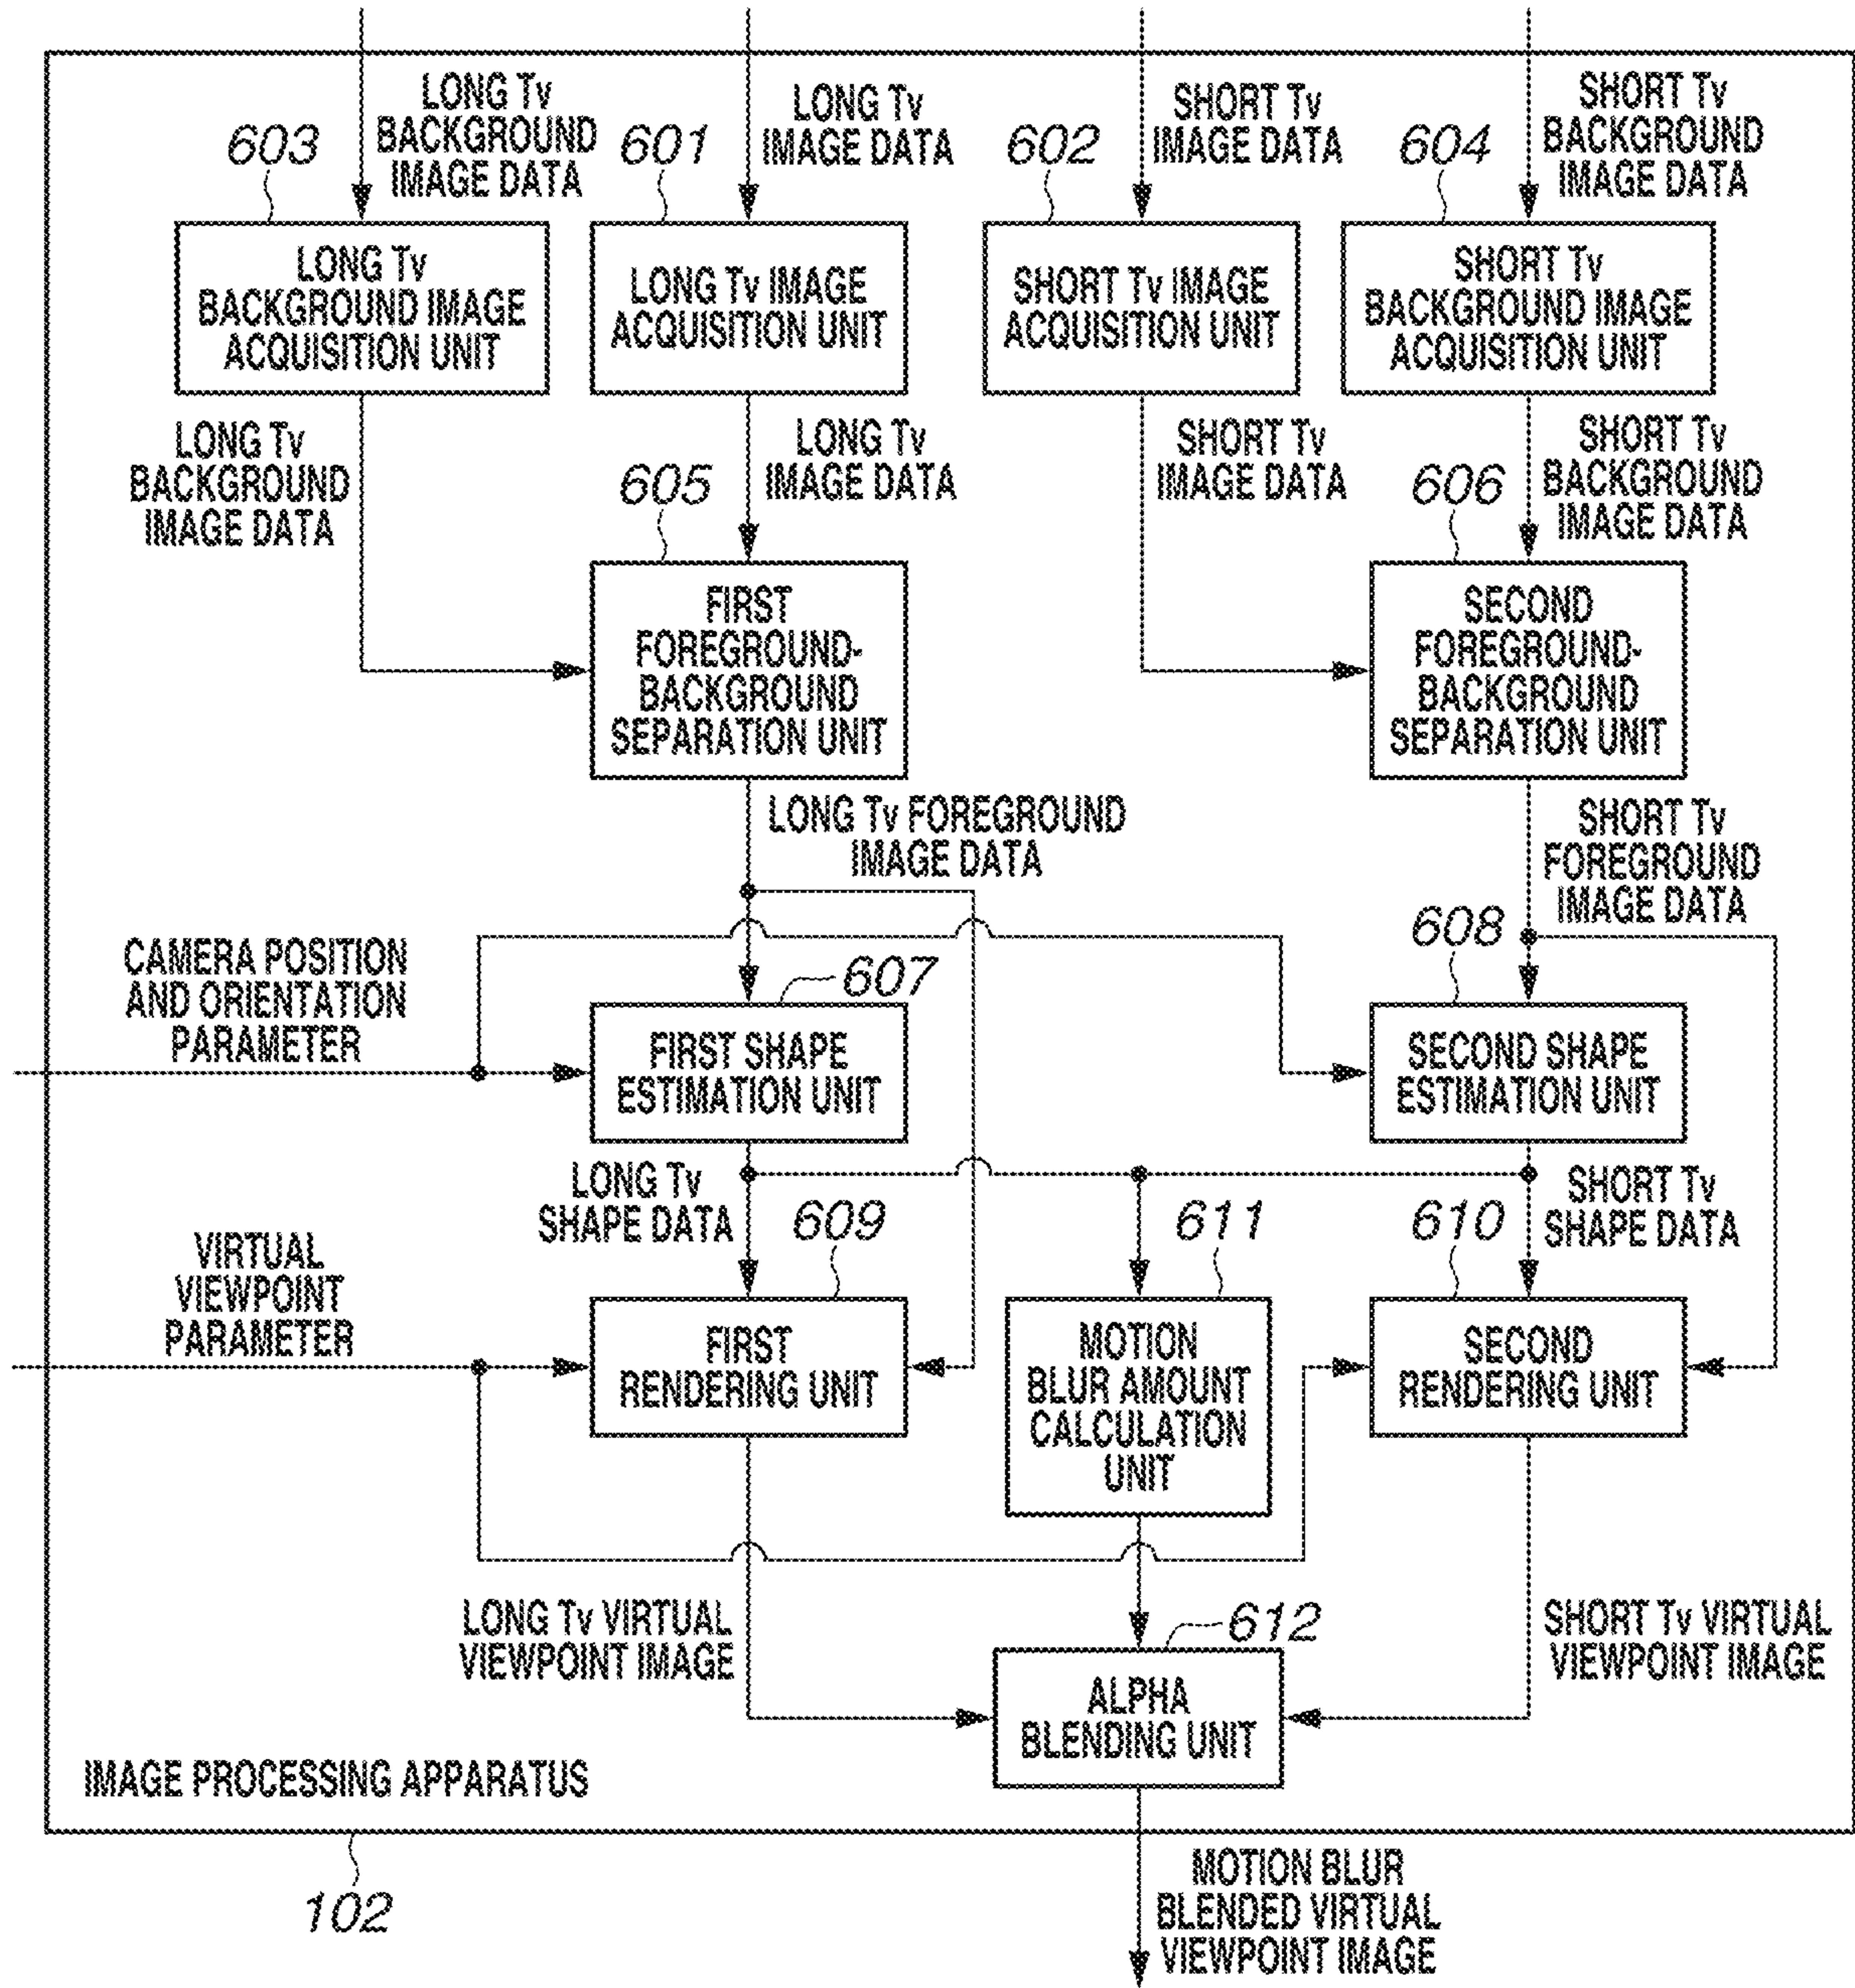 LONG Tv
BACKGROUND
IMAGE DATA
LONG Tv
IMAGE DATA
SHORT Tv
IMAGE DATA
SHORT Tv
BACKGROUND
IMAGE DATA
603
601
602
604
LONG Tv
BACKGROUND IMAGE
ACQUISITION UNIT
LONG Tv IMAGE
ACQUISITION UNIT
SHORT Tv IMAGE
ACQUISITION UNIT
SHORT Tv
BACKGROUND IMAGE
ACQUISITION UNIT
LONG Tv
BACKGROUND
IMAGE DATA
LONG Tv
IMAGE DATA
SHORT Tv
IMAGE DATA
SHORT Tv
BACKGROUND
IMAGE DATA
605
606
FIRST
FOREGROUND-
BACKGROUND
SEPARATION UNIT
SECOND
FOREGROUND-
BACKGROUND
SEPARATION UNIT
LONG Tv FOREGROUND
IMAGE DATA
SHORT Tv
FOREGROUND
IMAGE DATA
CAMERA POSITION
AND ORIENTATION
PARAMETER
607
608
FIRST SHAPE
ESTIMATION UNIT
SECOND SHAPE
ESTIMATION UNIT
LONG Tv
SHAPE DATA
SHORT Tv
SHAPE DATA
609
611
610
VIRTUAL
VIEWPOINT
PARAMETER
FIRST
RENDERING UNIT
MOTION
BLUR AMOUNT
CALCULATION
UNIT
SECOND
RENDERING UNIT
LONG Tv VIRTUAL
VIEWPOINT IMAGE
612
SHORT Tv VIRTUAL
VIEWPOINT IMAGE
ALPHA
BLENDING UNIT
IMAGE PROCESSING APPARATUS
102
MOTION BLUR
BLENDED VIRTUAL
VIEWPOINT IMAGE